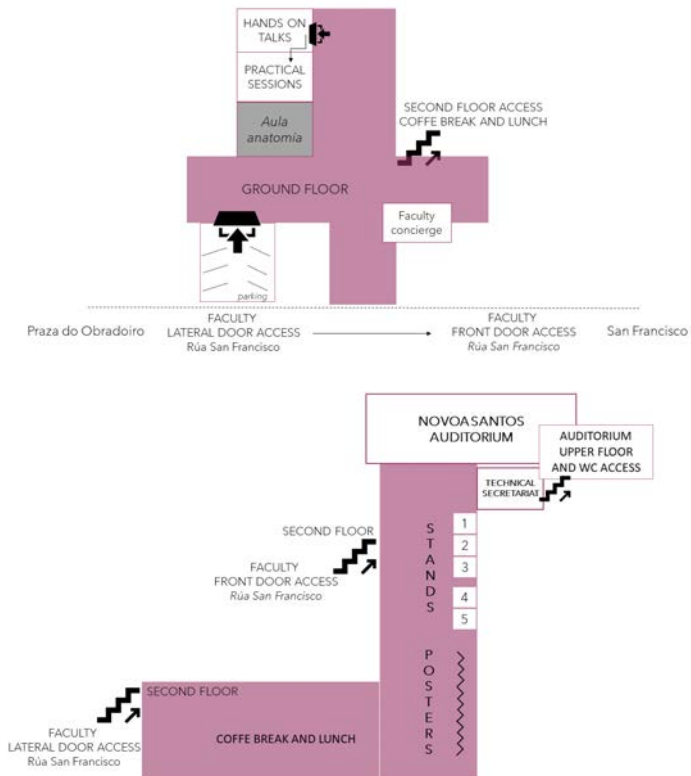 HANDS ON
TALKS
PRACTICAL
SESSIONS
Aula
anatomía
SECOND FLOOR ACCESS
COFFE BREAK AND LUNCH
GROUND FLOOR
Faculty
concierge
parking
Praza do Obradoiro
FACULTY
LATERAL DOOR ACCESS
Rúa San Francisco
FACULTY
FRONT DOOR ACCESS
Rúa San Francisco
San Francisco
NOVOA SANTOS
AUDITORIUM
AUDITORIUM
UPPER FLOOR
AND WC ACCESS
TECHNICAL
SECRETARIAT
SECOND FLOOR
FACULTY
FRONT DOOR ACCESS
Rúa San Francisco
STANDS
1
2
3
4
5
POSTERS
SECOND FLOOR
FACULTY
LATERAL DOOR ACCESS
Rúa San Francisco
COFFE BREAK AND LUNCH